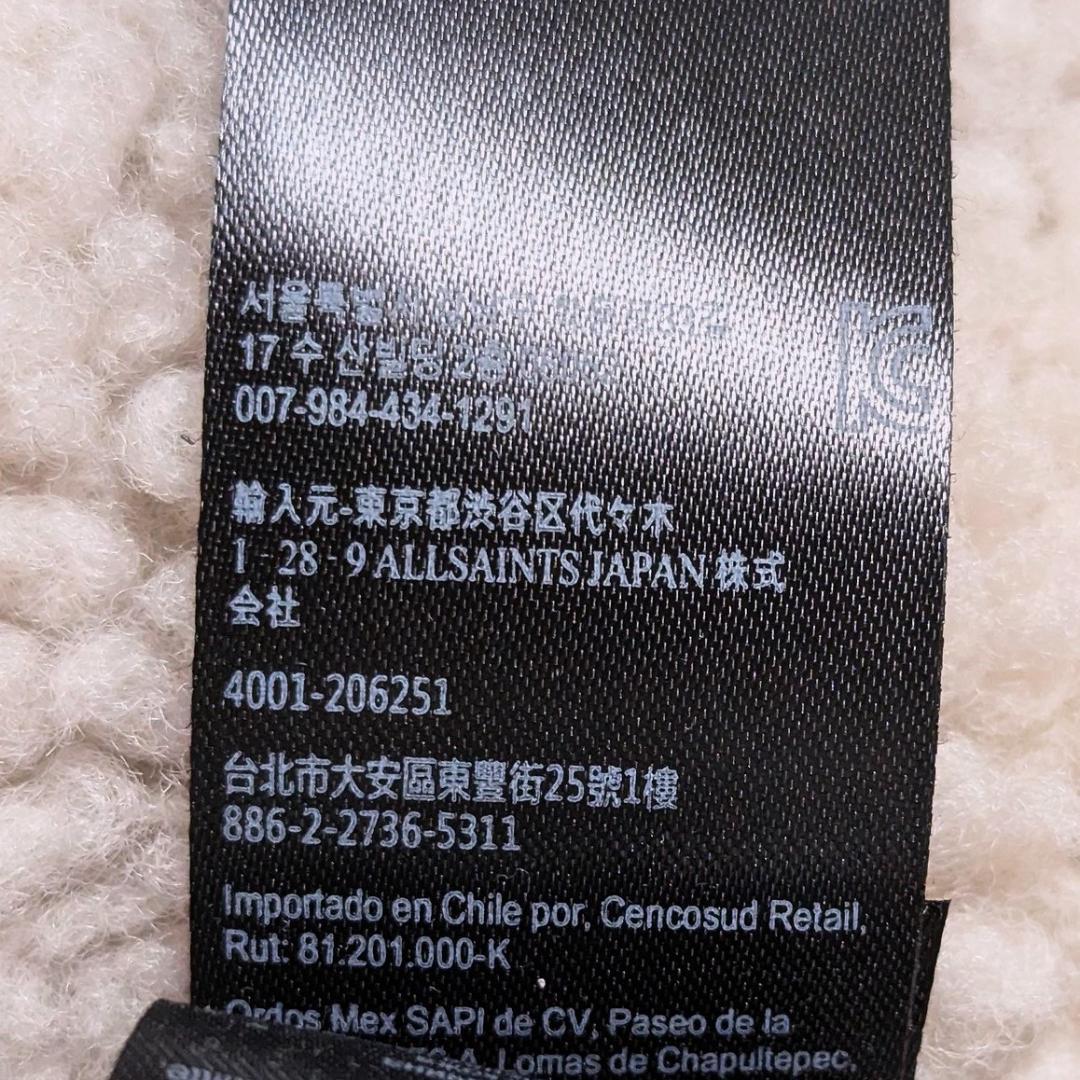 서울특별시
17 수산빌딩 2층
007-984-434-1291
輸入元-東京都渋谷区代々木
1-28-9 ALLSAINTS JAPAN 株式
会社
4001-206251
台北市大安區東豐街25號1樓
886-2-2736-5311
Importado en Chile por, Cencosud Retail,
Rut: 81.201.000-K
Ordos Mex SAPI de CV, Paseo de la
Lomas de Chapultepec,